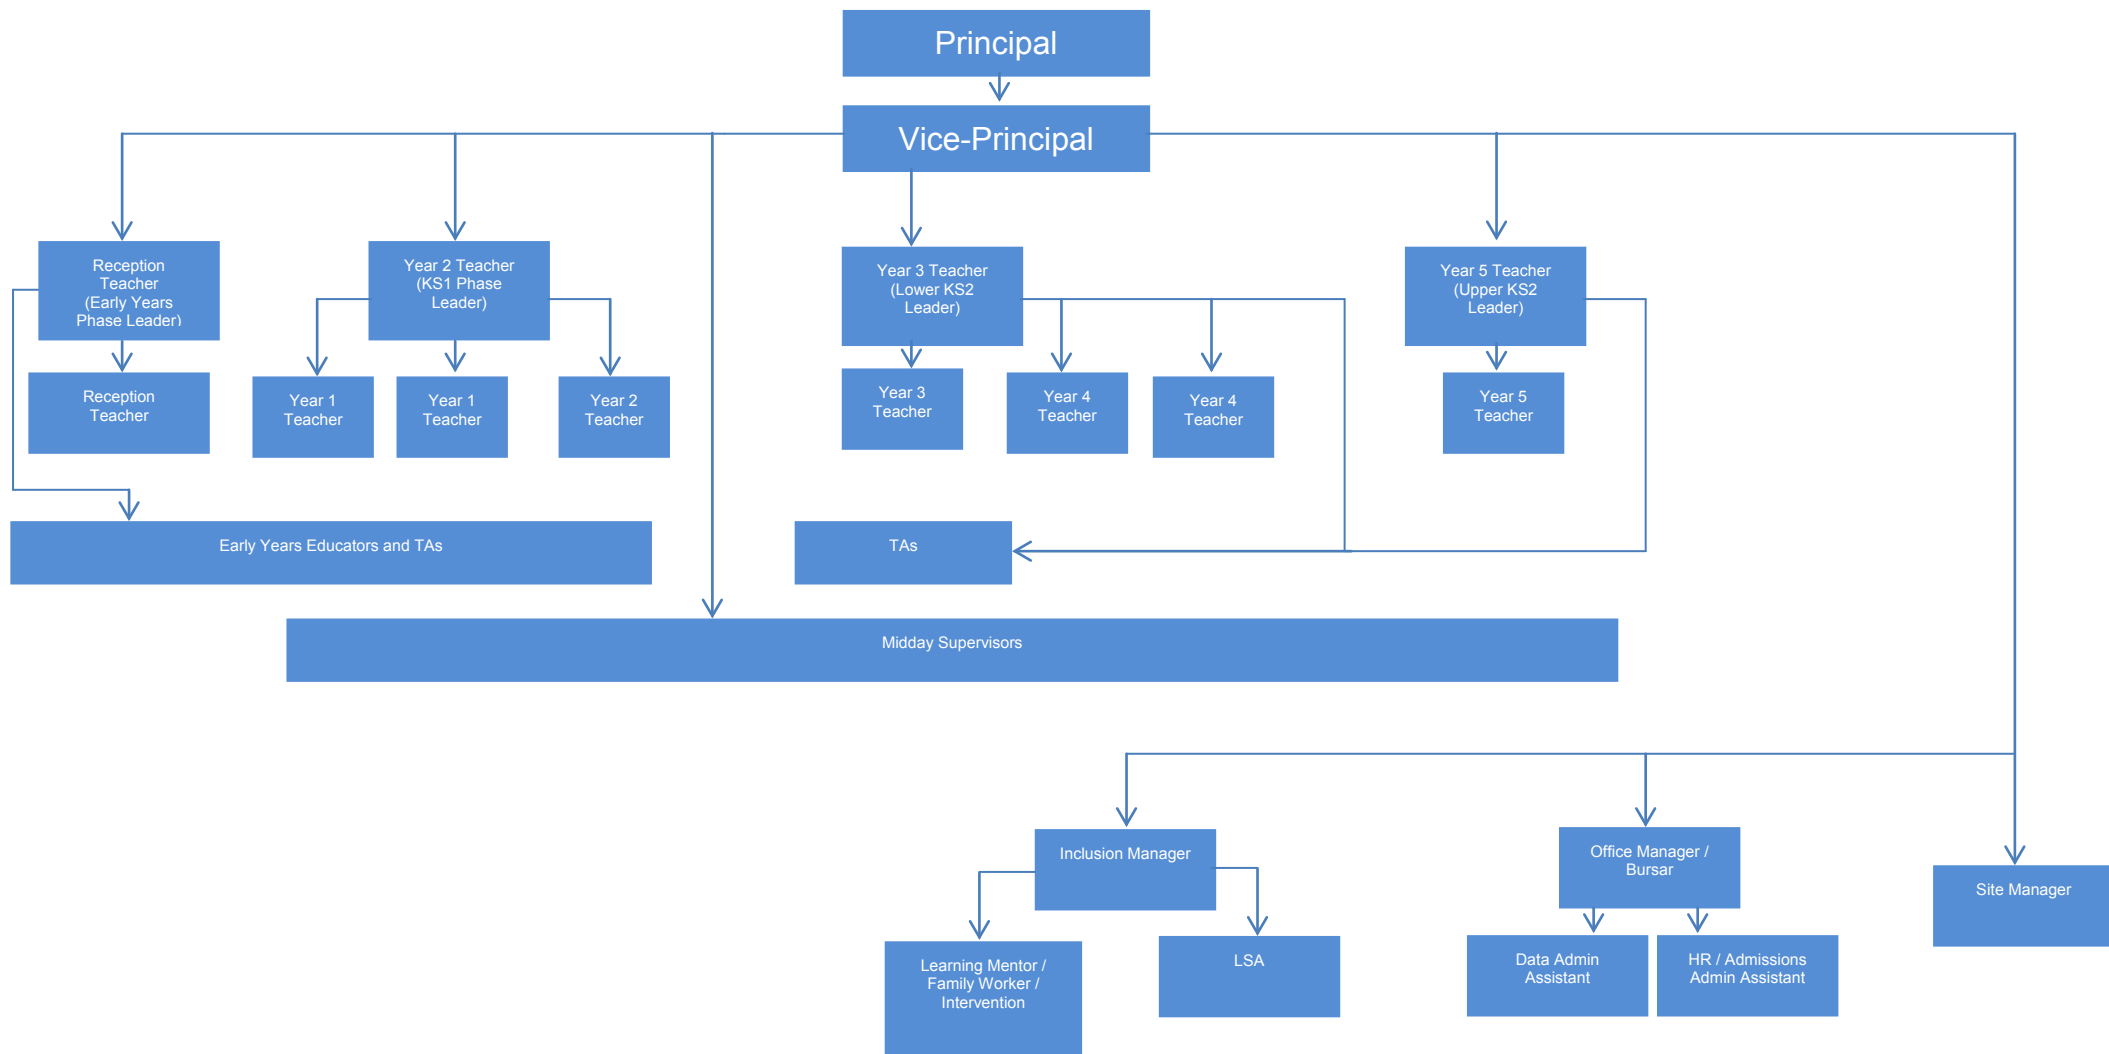 Principal
Vice-Principal
Reception
Teacher
(Early Years
Phase Leader)
Year 2 Teacher
(KS1 Phase
Leader)
Year 3 Teacher
(Lower KS2
Leader)
Year 5 Teacher
(Upper KS2
Leader)
Reception
Teacher
Year 1
Teacher
Year 1
Teacher
Year 2
Teacher
Year 3
Teacher
Year 4
Teacher
Year 4
Teacher
Year 5
Teacher
Early Years Educators and TAs
TAs
Midday Supervisors
Inclusion Manager
Office Manager /
Bursar
Site Manager
Learning Mentor /
Family Worker /
Intervention
LSA
Data Admin
Assistant
HR / Admissions
Admin Assistant